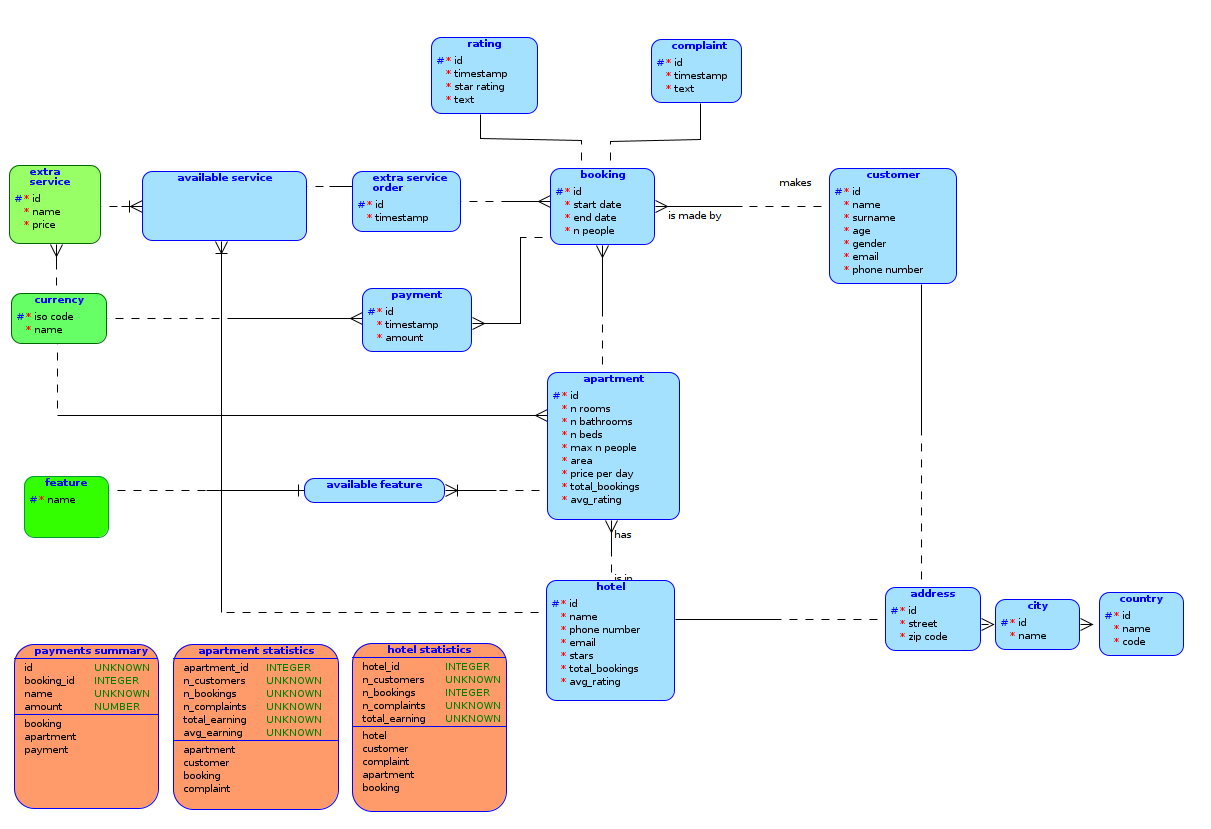 rating
#* id
* timestamp
* star rating
* text
complaint
#* id
* timestamp
* text
extra
service
#* id
* name
* price
available service
extra service
order
#* id
* timestamp
booking
#* id
* start date
* end date
* n people
makes
is made by
customer
#* id
* name
* surname
* age
* gender
* email
* phone number
currency
#* iso code
* name
payment
#* id
* timestamp
* amount
apartment
#* id
* n rooms
* n bathrooms
* n beds
* max n people
* area
* price per day
* total_bookings
* avg_rating
feature
#* name
available feature
has
is in
hotel
#* id
* name
* phone number
* email
* stars
* total_bookings
* avg_rating
address
#* id
* street
* zip code
city
#* id
* name
country
#* id
* name
* code
payments summary
id UNKNOWN
booking_id INTEGER
name UNKNOWN
amount NUMBER
booking
apartment
payment
apartment statistics
apartment_id INTEGER
n_customers UNKNOWN
n_bookings UNKNOWN
n_complaints UNKNOWN
total_earning UNKNOWN
avg_earning UNKNOWN
apartment
customer
booking
complaint
hotel statistics
hotel_id INTEGER
n_customers UNKNOWN
n_bookings INTEGER
n_complaints UNKNOWN
total_earning UNKNOWN
hotel
customer
complaint
apartment
booking